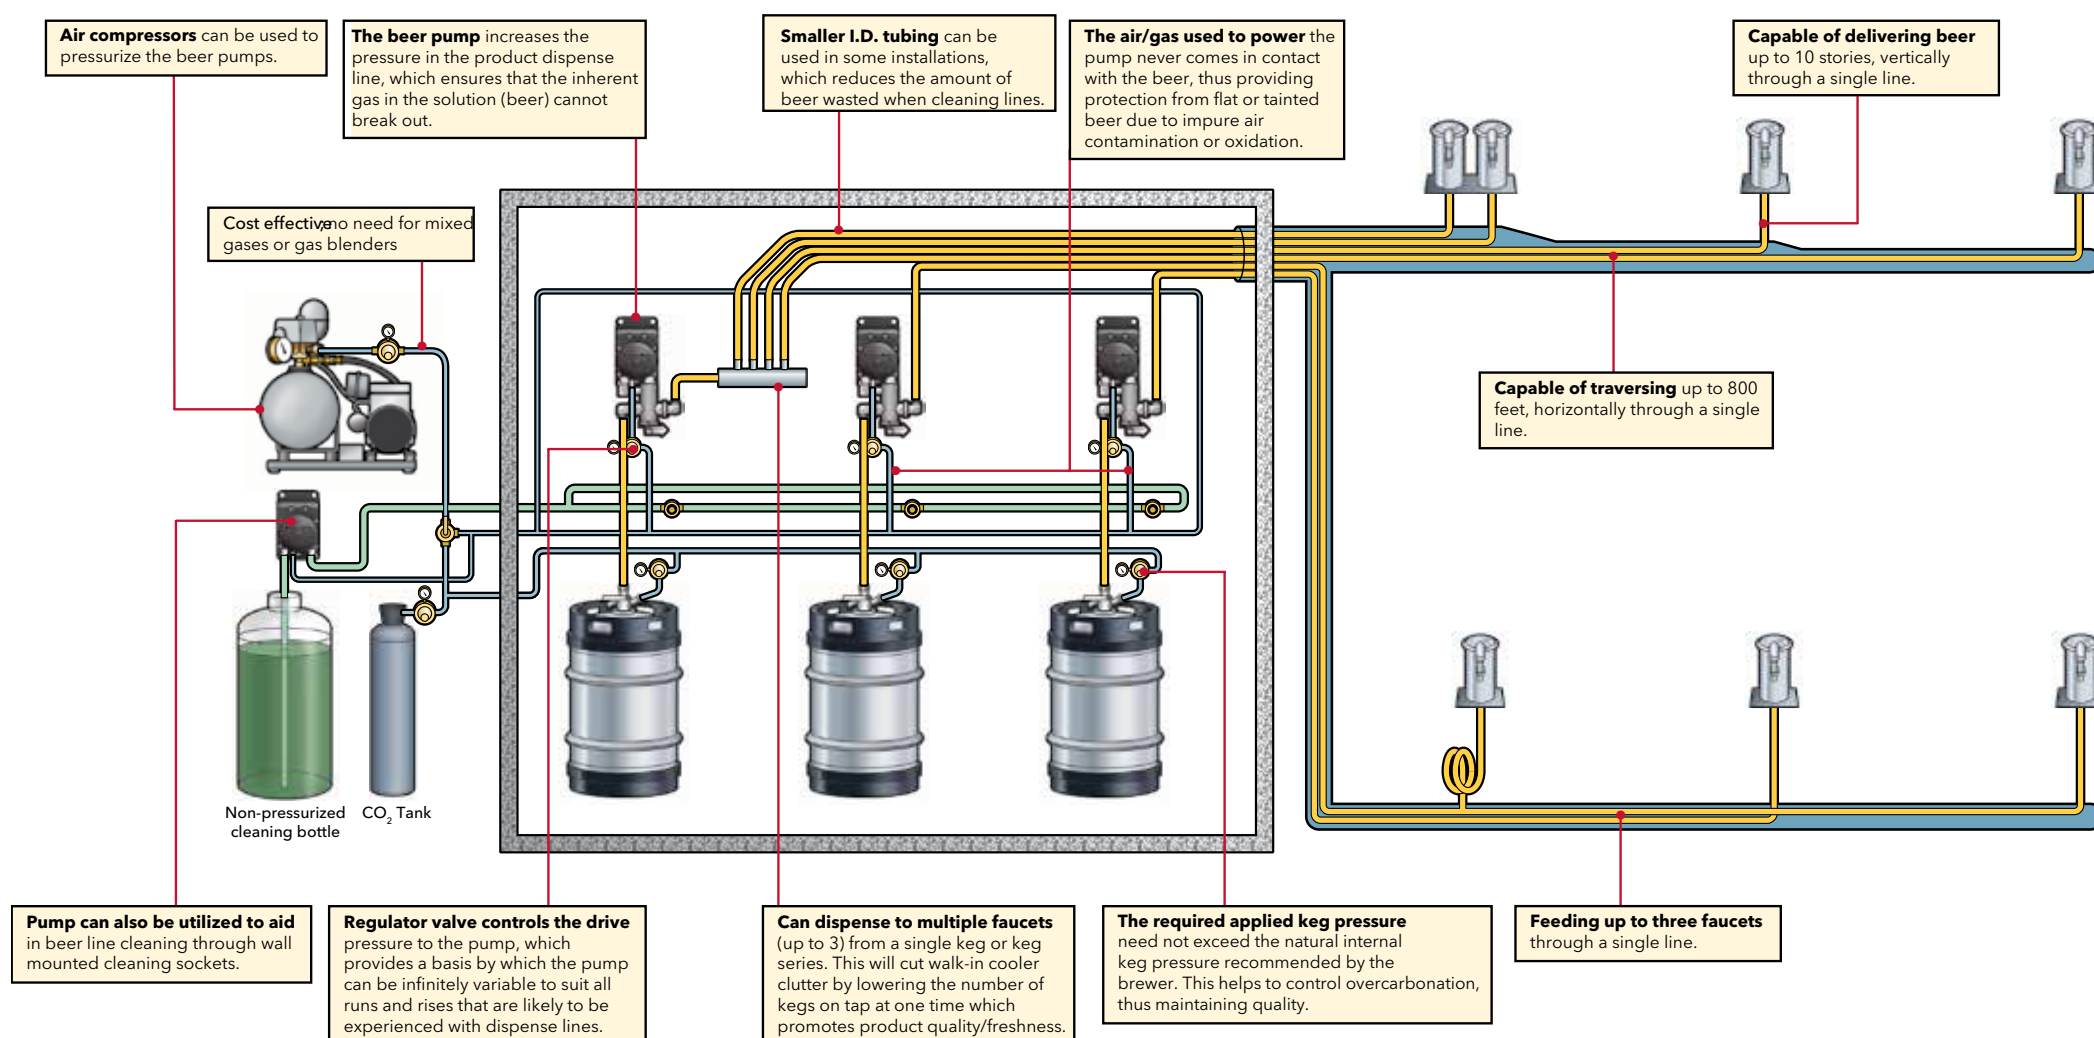 Air compressors can be used to
pressurize the beer pumps.
The beer pump increases the
pressure in the product dispense
line, which ensures that the inherent
gas in the solution (beer) cannot
break out.
Smaller I.D. tubing can be
used in some installations,
which reduces the amount of
beer wasted when cleaning lines.
The air/gas used to power the
pump never comes in contact
with the beer, thus providing
protection from flat or tainted
beer due to impure air
contamination or oxidation.
Capable of delivering beer
up to 10 stories, vertically
through a single line.
Cost effective, no need for mixed
gases or gas blenders
Capable of traversing up to 800
feet, horizontally through a single
line.
Non-pressurized
cleaning bottle
CO2 Tank
Pump can also be utilized to aid
in beer line cleaning through wall
mounted cleaning sockets.
Regulator valve controls the drive
pressure to the pump, which
provides a basis by which the pump
can be infinitely variable to suit all
runs and rises that are likely to be
experienced with dispense lines.
Can dispense to multiple faucets
(up to 3) from a single keg or keg
series. This will cut walk-in cooler
clutter by lowering the number of
kegs on tap at one time which
promotes product quality/freshness.
The required applied keg pressure
need not exceed the natural internal
keg pressure recommended by the
brewer. This helps to control overcarbonation,
thus maintaining quality.
Feeding up to three faucets
through a single line.